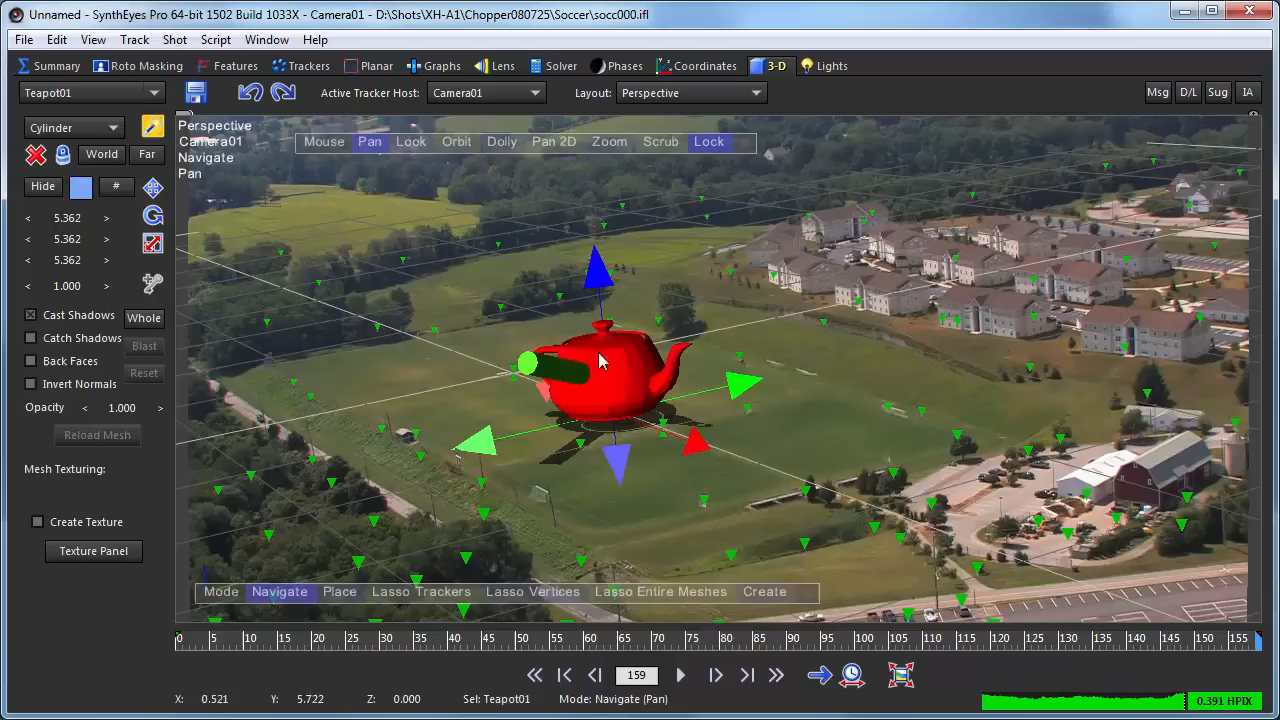 Unnamed - SynthEyes Pro 64-bit 1502 Build 1033X - Camera01 - D:\Shots\XH-A1\Chopper080725\Soccer\socc000.ifl
File Edit View Track Shot Script Window Help
Summary Roto Masking Features Trackers Planar Graphs Lens Solver Phases Coordinates 3-D Lights
Teapot01 Active Tracker Host: Camera01 Layout: Perspective Msg D/L Sug IA
Cylinder
World Far
Hide #
< 5.362 >
< 5.362 >
< 5.362 >
< 1.000 >
Cast Shadows Whole
Catch Shadows Blast
Back Faces Reset
Invert Normals
Opacity < 1.000 >
Reload Mesh
Mesh Texturing:
Create Texture
Texture Panel
Perspective
Camera01
Navigate
Pan
Mouse Pan Look Orbit Dolly Pan 2D Zoom Scrub Lock
Mode Navigate Place Lasso Trackers Lasso Vertices Lasso Entire Meshes Create
0 5 10 15 20 25 30 35 40 45 50 55 60 65 70 75 80 85 90 95 100 105 110 115 120 125 130 135 140 145 150 155
159
X: 0.521 Y: 5.722 Z: 0.000 Sel: Teapot01 Mode: Navigate (Pan) 0.391 HPIX